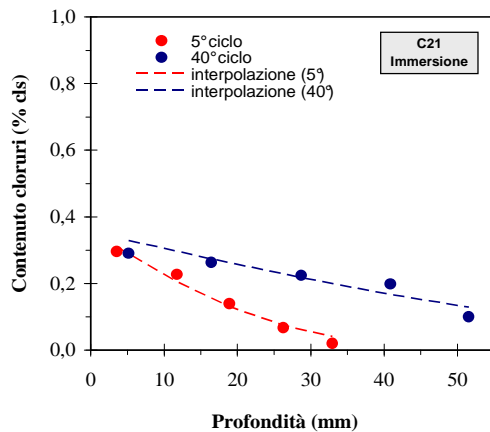 1,0
0,8
0,6
0,4
0,2
0,0
Contenuto cloruri (% cls)
5° ciclo
40° ciclo
interpolazione (5°)
interpolazione (40°)
C21
Immersione
0 10 20 30 40 50
Profondità (mm)